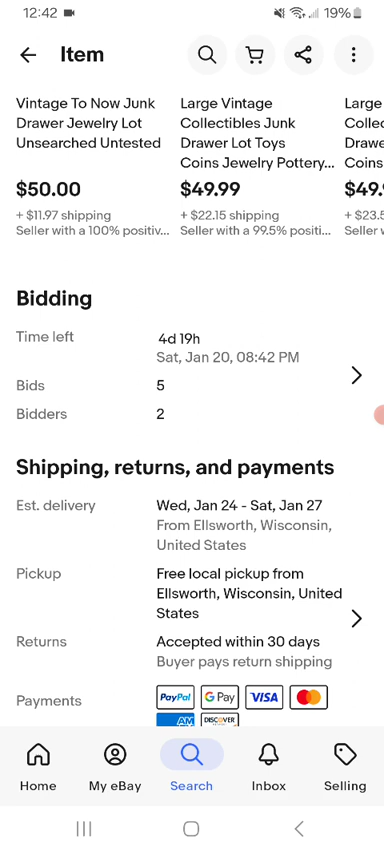 12:42 19%
Item
Vintage To Now Junk
Drawer Jewelry Lot
Unsearched Untested
$50.00
+ $11.97 shipping
Seller with a 100% positiv...
Large Vintage
Collectibles Junk
Drawer Lot Toys
Coins Jewelry Pottery...
$49.99
+ $22.15 shipping
Seller with a 99.5% positi...
Large
Collec
Drawe
Coins
$49.
+ $23.5
Seller w
Bidding
Time left 4d 19h
Sat, Jan 20, 08:42 PM
Bids 5
Bidders 2
Shipping, returns, and payments
Est. delivery Wed, Jan 24 - Sat, Jan 27
From Ellsworth, Wisconsin,
United States
Pickup Free local pickup from
Ellsworth, Wisconsin, United
States
Returns Accepted within 30 days
Buyer pays return shipping
Payments PayPal G Pay VISA
AM DISCOVER
Home My eBay Search Inbox Selling